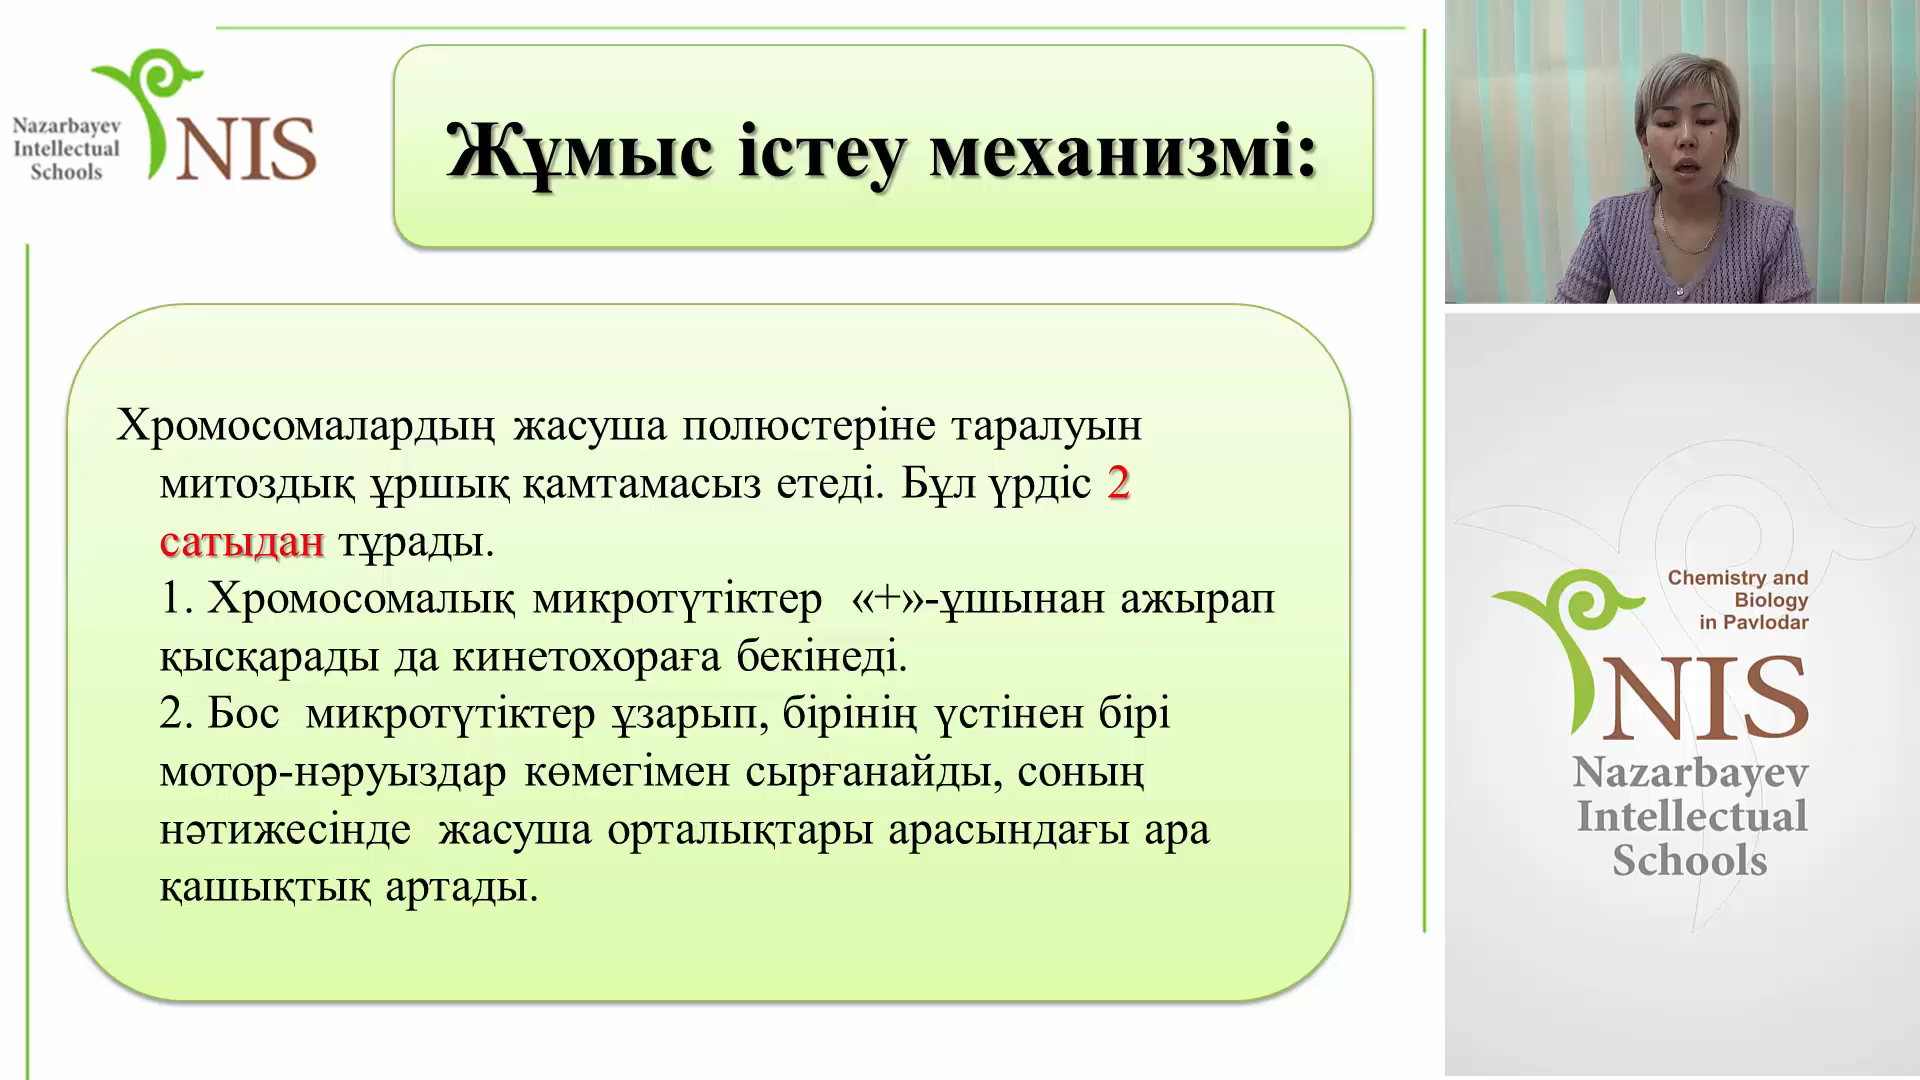 Nazarbayev
Intellectual
Schools
NIS
Жұмыс істеу механизмі:
Хромосомалардың жасуша полюстеріне таралуын
митоздық ұршық қамтамасыз етеді. Бұл үрдіс 2
сатыдан тұрады.
1. Хромосомалық микротүтіктер «+»-ұшынан ажырап
қысқарады да кинетохораға бекінеді.
2. Бос микротүтіктер ұзарып, бірінің үстінен бірі
мотор-нәруыздар көмегімен сырғанайды, соның
нәтижесінде жасуша орталықтары арасындағы ара
қашықтық артады.
Chemistry and
Biology
in Pavlodar
NIS
Nazarbayev
Intellectual
Schools